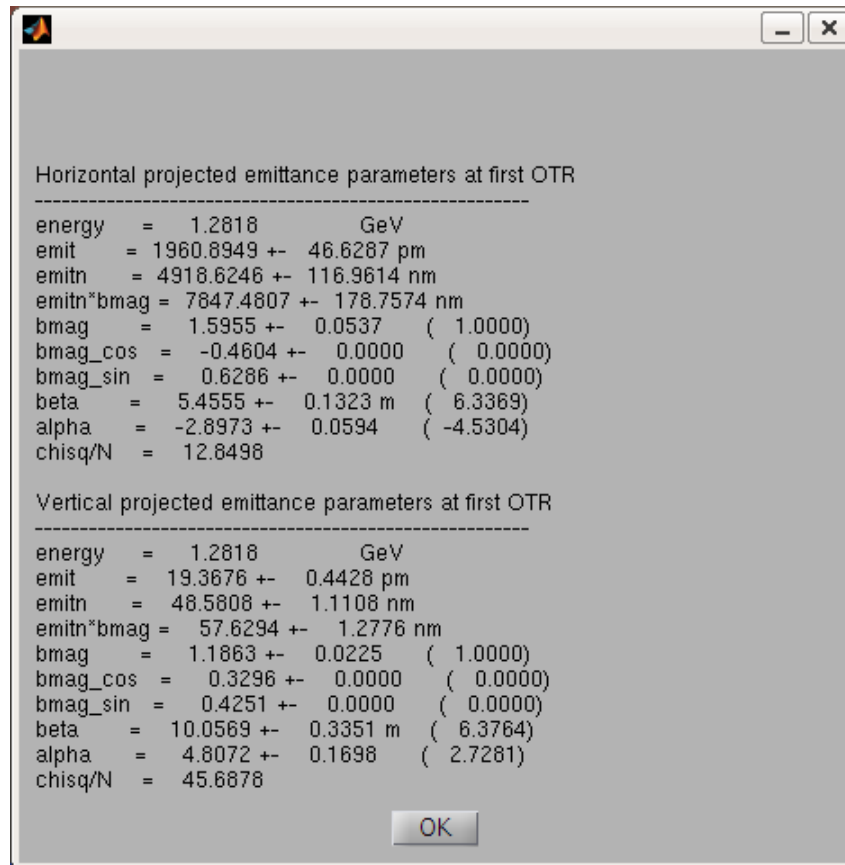 Horizontal projected emittance parameters at first OTR
-------------------------------------------------------
energy = 1.2818 GeV
emit = 1960.8949 +- 46.6287 pm
emitn = 4918.6246 +- 116.9614 nm
emitn*bmag = 7847.4807 +- 178.7574 nm
bmag = 1.5955 +- 0.0537 ( 1.0000)
bmag_cos = -0.4604 +- 0.0000 ( 0.0000)
bmag_sin = 0.6286 +- 0.0000 ( 0.0000)
beta = 5.4555 +- 0.1323 m ( 6.3369)
alpha = -2.8973 +- 0.0594 ( -4.5304)
chisq/N = 12.8498
Vertical projected emittance parameters at first OTR
-------------------------------------------------------
energy = 1.2818 GeV
emit = 19.3676 +- 0.4428 pm
emitn = 48.5808 +- 1.1108 nm
emitn*bmag = 57.6294 +- 1.2776 nm
bmag = 1.1863 +- 0.0225 ( 1.0000)
bmag_cos = 0.3296 +- 0.0000 ( 0.0000)
bmag_sin = 0.4251 +- 0.0000 ( 0.0000)
beta = 10.0569 +- 0.3351 m ( 6.3764)
alpha = 4.8072 +- 0.1698 ( 2.7281)
chisq/N = 45.6878
OK